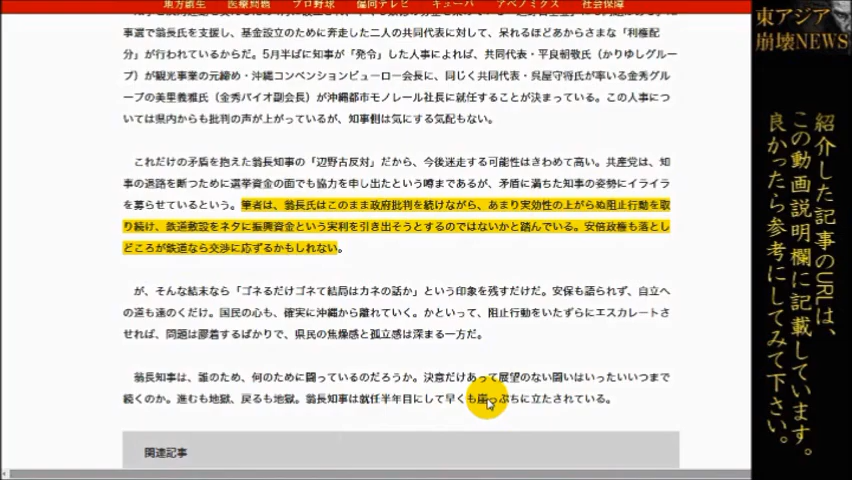 地方創生 医療問題 プロ野球 偏向テレビ キューバ アベノミクス 社会保障
事選で翁長氏を支援し、基金設立のために奔走した二人の共同代表に対して、呆れるほどあからさまな「利権配
分」が行われているからだ。5月半ばに知事が「発令」した人事によれば、共同代表・平良朝敬氏（かりゆしグルー
プ）が観光事業の元締め・沖縄コンベンションビューロー会長に、同じく共同代表・呉屋守將氏が率いる金秀グル
ープの美里義雅氏（金秀バイオ副会長）が沖縄都市モノレール社長に就任することが決まっている。この人事につ
いては県内からも批判の声が上がっているが、知事側は気にする気配もない。
これだけの矛盾を抱えた翁長知事の「辺野古反対」だから、今後迷走する可能性はきわめて高い。共産党は、知
事の退路を断つために選挙資金の面でも協力を申し出たという噂まであるが、矛盾に満ちた知事の姿勢にイライラ
を募らせているという。筆者は、翁長氏はこのまま政府批判を続けながら、あまり実効性の上がらぬ阻止行動を取
り続け、鉄道敷設をネタに振興資金という実利を引き出そうとするのではないかと踏んでいる。安倍政権も落とし
どころが鉄道なら交渉に応ずるかもしれない。
が、そんな結末なら「ゴネるだけゴネて結局はカネの話か」という印象を残すだけだ。安保も語られず、自立へ
の道も遠のくだけ。国民の心も、確実に沖縄から離れていく。かといって、阻止行動をいたずらにエスカレートさ
せれば、問題は膠着するばかりで、県民の焦燥感と孤立感は深まる一方だ。
翁長知事は、誰のため、何のために闘っているのだろうか。決意だけあって展望のない闘いはいったいいつまで
続くのか。進むも地獄、戻るも地獄。翁長知事は就任半年目にして早くも崖っぷちに立たされている。
関連記事
東アジア
崩壊NEWS
紹介した記事のURLは、
この動画説明欄に記載しています。
良かったら参考にしてみて下さい。